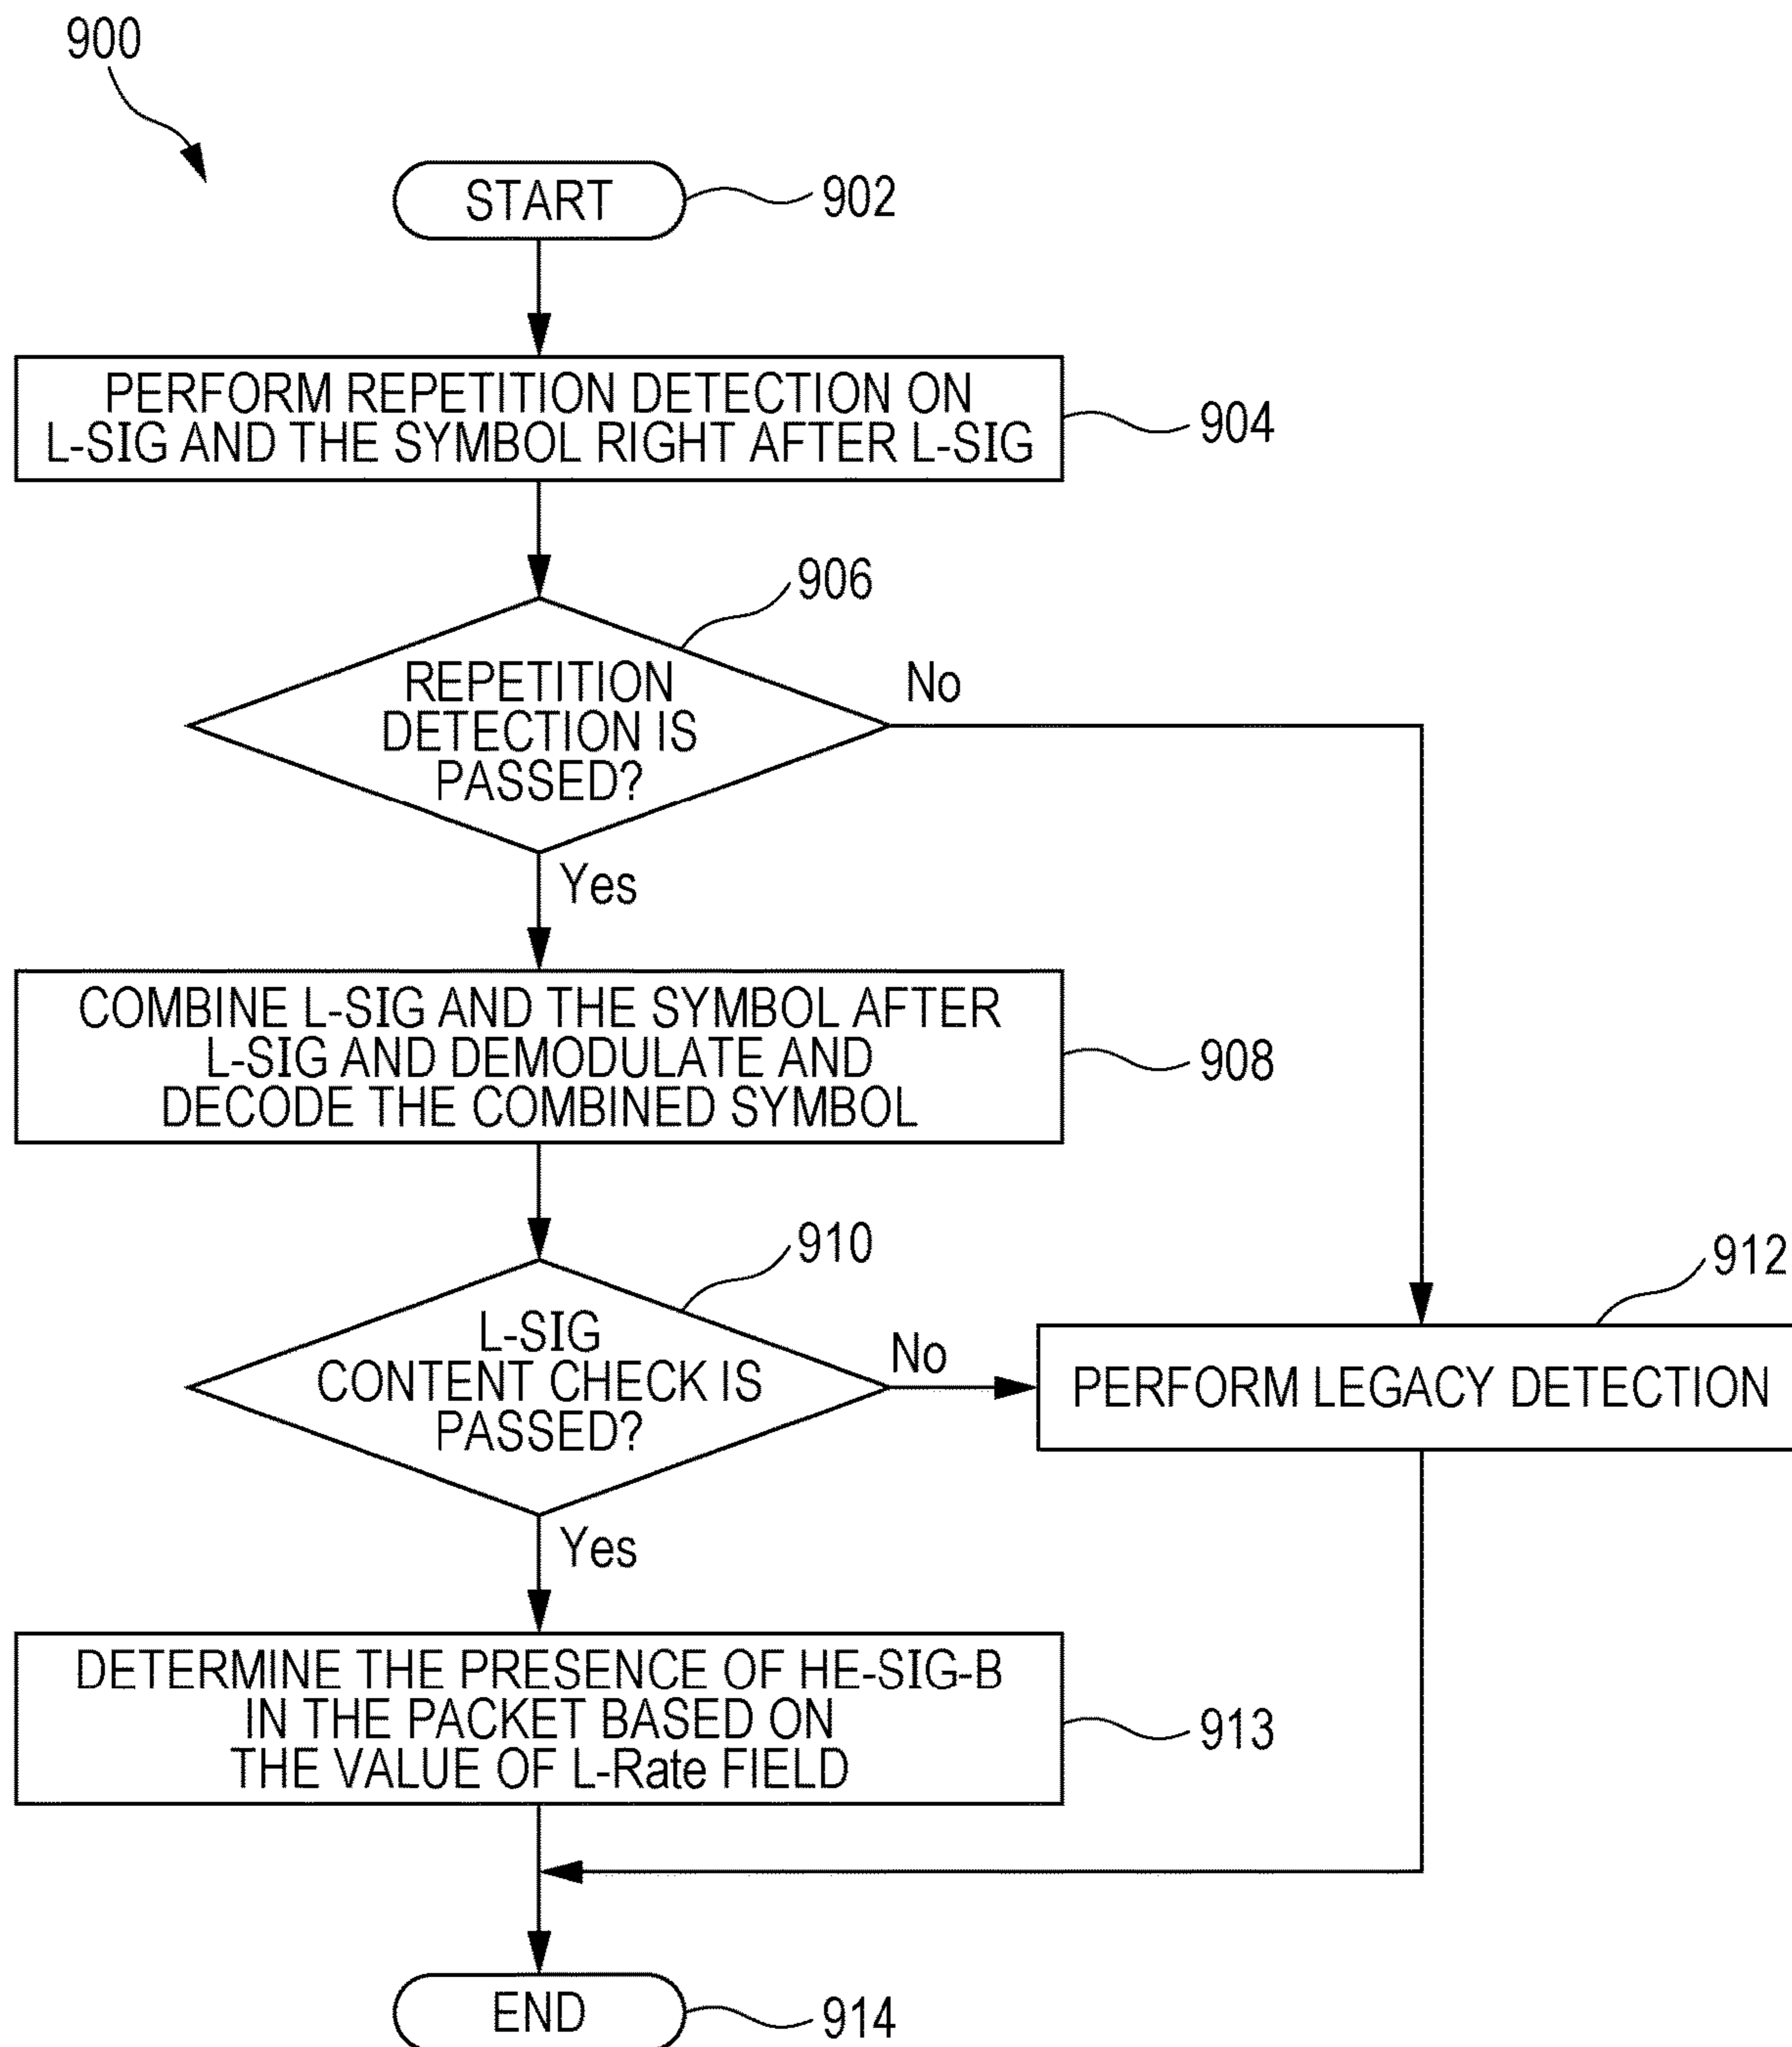 900
START
902
PERFORM REPETITION DETECTION ON
L-SIG AND THE SYMBOL RIGHT AFTER L-SIG
904
906
REPETITION
DETECTION IS
PASSED?
No
Yes
COMBINE L-SIG AND THE SYMBOL AFTER
L-SIG AND DEMODULATE AND
DECODE THE COMBINED SYMBOL
908
910
L-SIG
CONTENT CHECK IS
PASSED?
No
912
PERFORM LEGACY DETECTION
Yes
DETERMINE THE PRESENCE OF HE-SIG-B
IN THE PACKET BASED ON
THE VALUE OF L-Rate FIELD
913
END
914